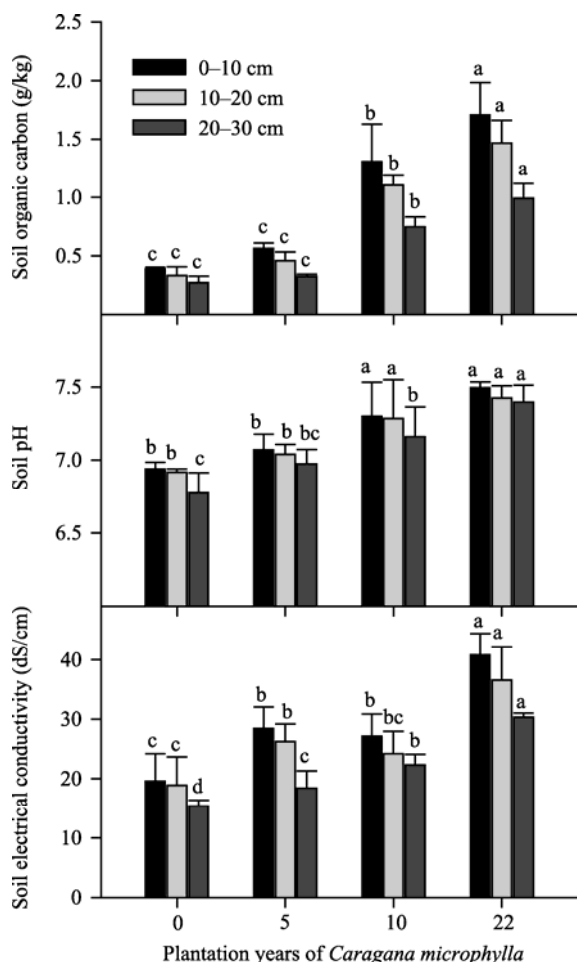 Soil organic carbon (g/kg)
2.5
2.0
1.5
1.0
0.5
0–10 cm
10–20 cm
20–30 cm
c c c
c c c
b b b
a a a
Soil pH
7.5
7.0
6.5
b b c
b b bc
a a b
a a a
Soil electrical conductivity (dS/cm)
40
30
20
10
0
c c d
b b c
b bc b
a a a
0 5 10 22
Plantation years of Caragana microphylla